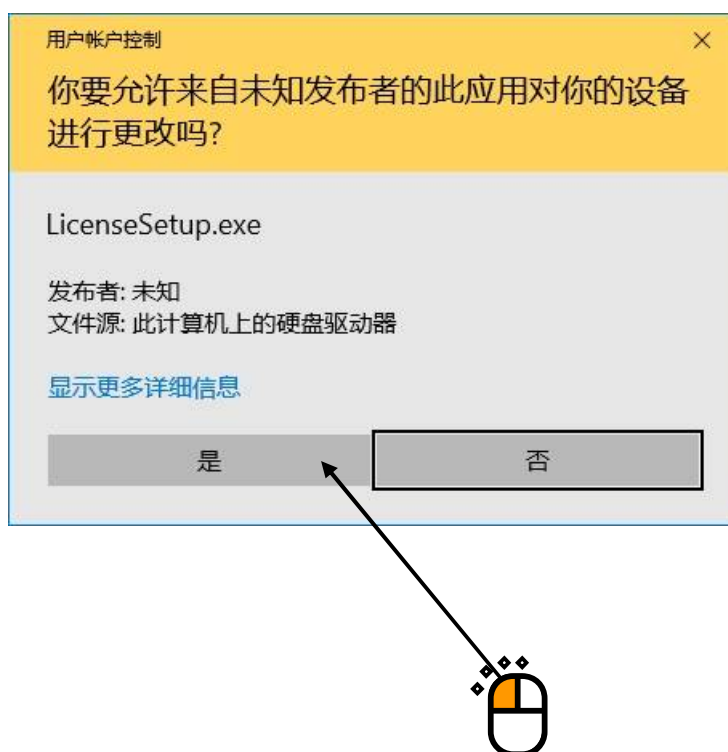 用户帐户控制
你要允许来自未知发布者的此应用对你的设备
进行更改吗?
LicenseSetup.exe
发布者: 未知
文件源: 此计算机上的硬盘驱动器
显示更多详细信息
是
否